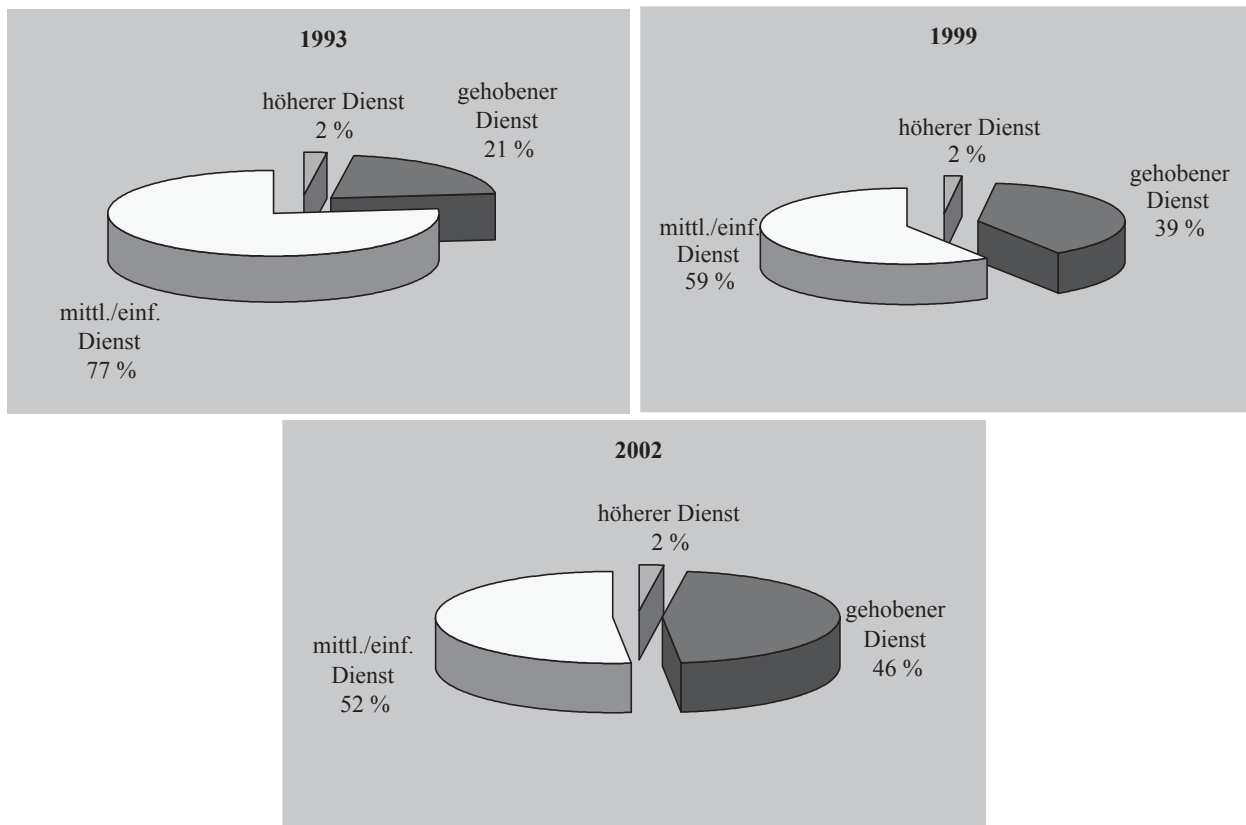 1993
höherer Dienst
2 %
gehobener
Dienst
21 %
mittl./einf.
Dienst
77 %
1999
höherer Dienst
2 %
gehobener
Dienst
39 %
mittl./einf.
Dienst
59 %
2002
höherer Dienst
2 %
gehobener
Dienst
46 %
mittl./einf.
Dienst
52 %